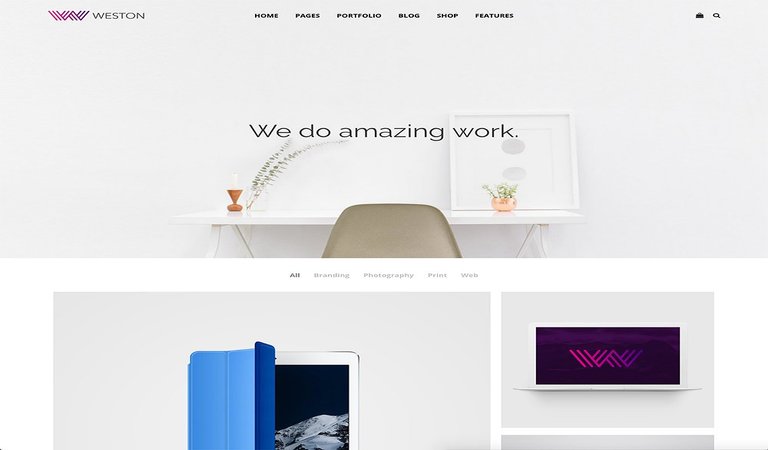 WESTON
HOME PAGES PORTFOLIO BLOG SHOP FEATURES
We do amazing work.
All Branding Photography Print Web